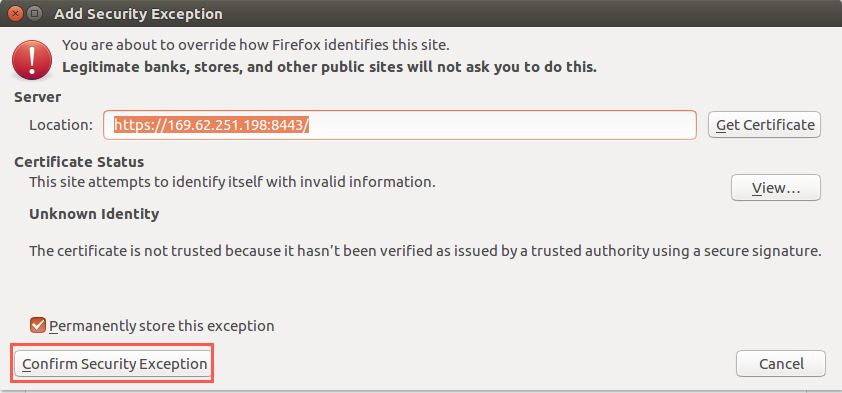 Add Security Exception
You are about to override how Firefox identifies this site.
Legitimate banks, stores, and other public sites will not ask you to do this.
Server
Location: https://169.62.251.198:8443/ Get Certificate
Certificate Status
This site attempts to identify itself with invalid information.
View...
Unknown Identity
The certificate is not trusted because it hasn't been verified as issued by a trusted authority using a secure signature.
Permanently store this exception
Confirm Security Exception Cancel